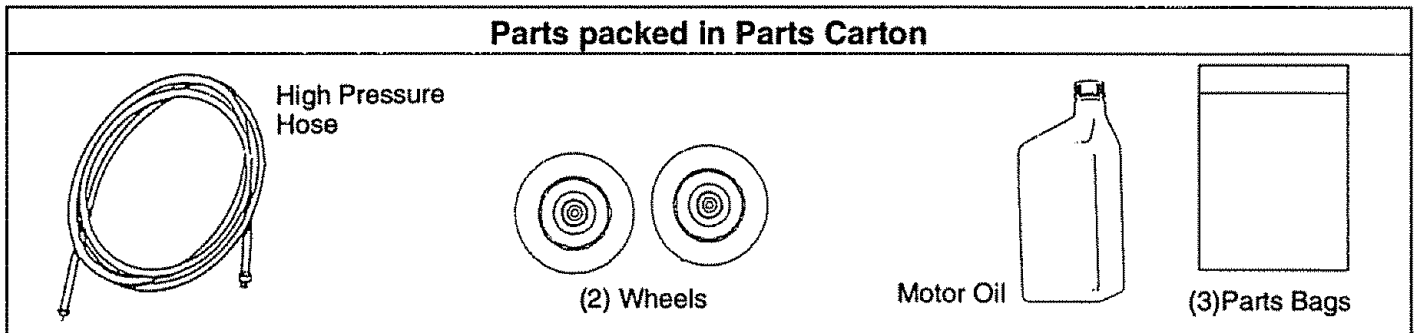 Parts packed in Parts Carton
High Pressure
Hose
(2) Wheels
Motor Oil
(3)Parts Bags